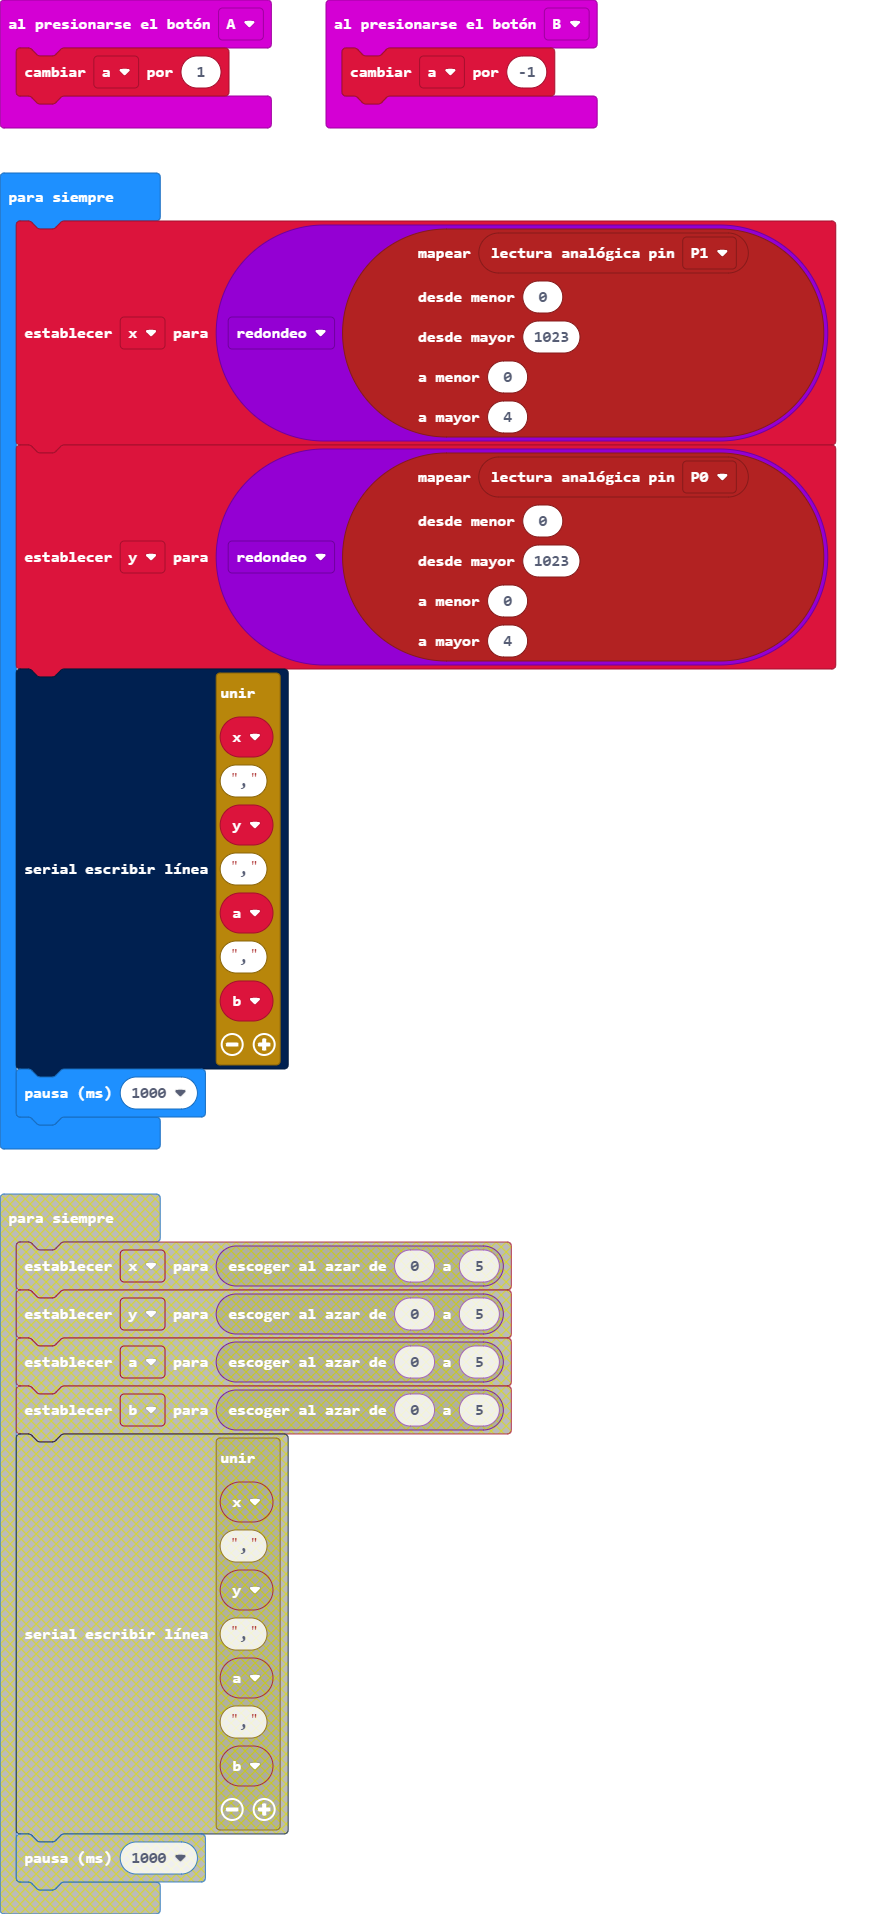 al presionarse el botón A
cambiar a por 1
al presionarse el botón B
cambiar a por -1
para siempre
establecer x para redondeo mapear lectura analógica pin P1
desde menor 0
desde mayor 1023
a menor 0
a mayor 4
establecer y para redondeo mapear lectura analógica pin P0
desde menor 0
desde mayor 1023
a menor 0
a mayor 4
serial escribir línea unir
x
","
y
","
a
","
b
pausa (ms) 1000
para siempre
establecer x para escoger al azar de 0 a 5
establecer y para escoger al azar de 0 a 5
establecer a para escoger al azar de 0 a 5
establecer b para escoger al azar de 0 a 5
serial escribir línea unir
x
","
y
","
a
","
b
pausa (ms) 1000